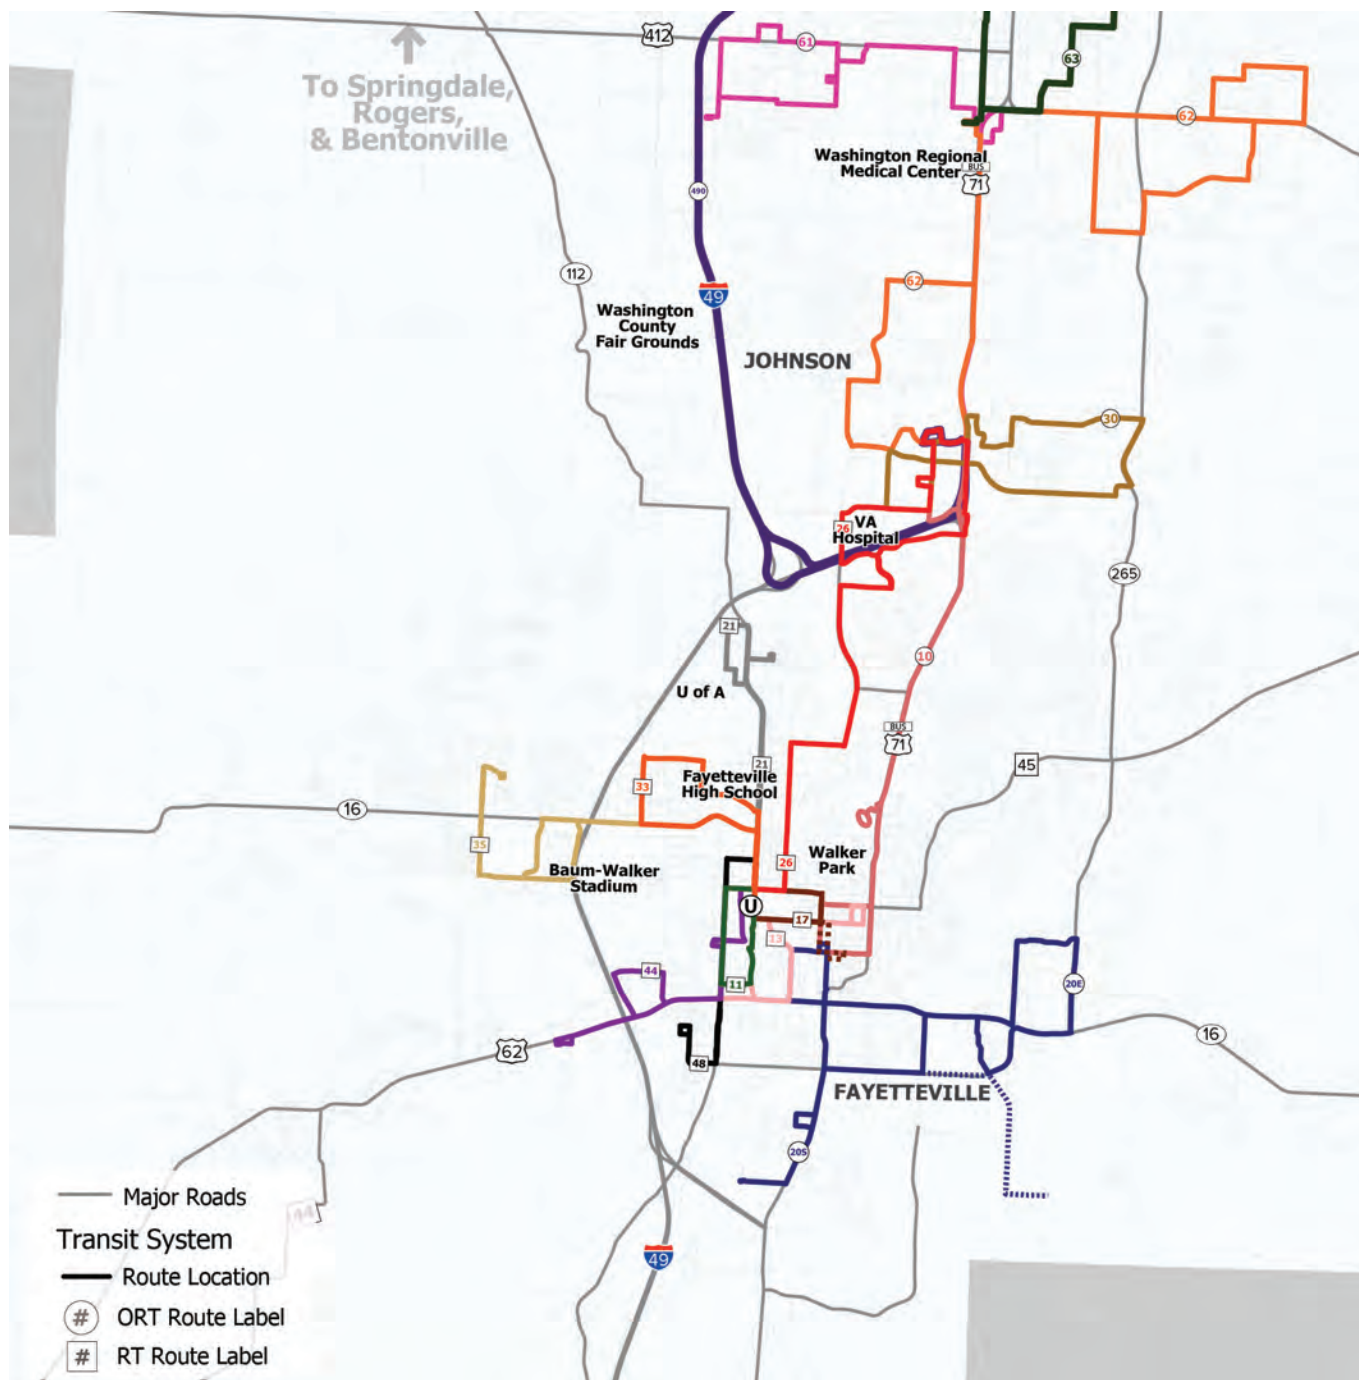 412
61
63
To Springdale,
Rogers,
& Bentonville
62
Washington Regional
Medical Center
BUS
71
490
112
62
49
Washington
County
Fair Grounds
JOHNSON
30
26
VA
Hospital
265
21
10
U of A
BUS
71
21
45
Fayetteville
High School
33
16
35
Walker
Park
26
Baum-Walker
Stadium
U
17
13
44
11
20E
16
62
48
FAYETTEVILLE
20S
Major Roads
44
Transit System
49
Route Location
# ORT Route Label
# RT Route Label